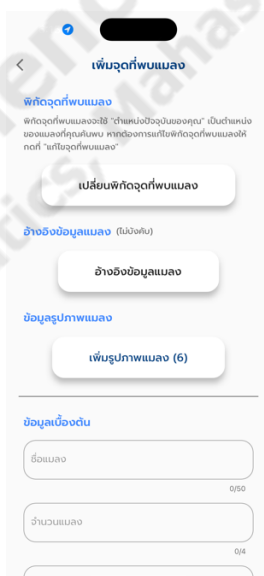 เพิ่มจุดที่พบแมลง
พิกัดจุดที่พบแมลง
พิกัดจุดที่พบแมลงจะใช้ "ตำแหน่งปัจจุบันของคุณ" เป็นตำแหน่ง
ของแมลงที่คุณค้นพบ หากต้องการแก้ไขพิกัดจุดที่พบแมลงให้
กดที่ "แก้ไขจุดที่พบแมลง"
เปลี่ยนพิกัดจุดที่พบแมลง
อ้างอิงข้อมูลแมลง (ไม่บังคับ)
อ้างอิงข้อมูลแมลง
ข้อมูลรูปภาพแมลง
เพิ่มรูปภาพแมลง (6)
ข้อมูลเบื้องต้น
ชื่อแมลง
0/50
จำนวนแมลง
0/4